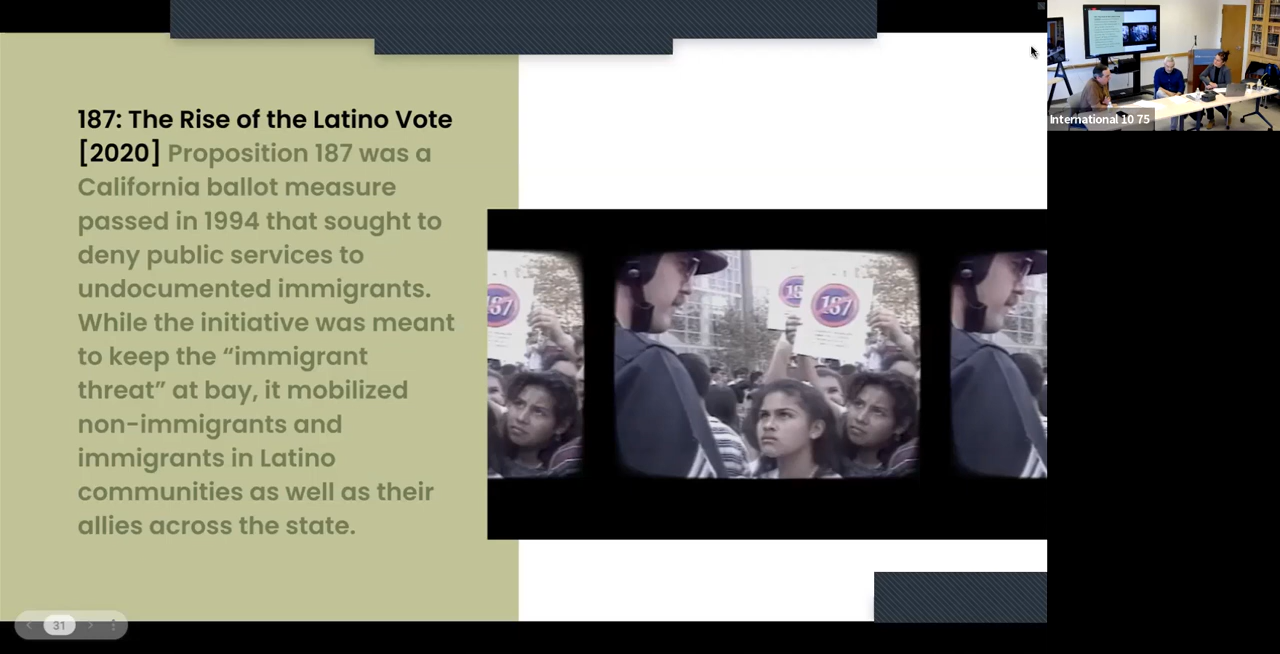 187: The Rise of the Latino Vote
[2020] Proposition 187 was a
California ballot measure
passed in 1994 that sought to
deny public services to
undocumented immigrants.
While the initiative was meant
to keep the “immigrant
threat” at bay, it mobilized
non-immigrants and
immigrants in Latino
communities as well as their
allies across the state.
187
187
International 10 75
31